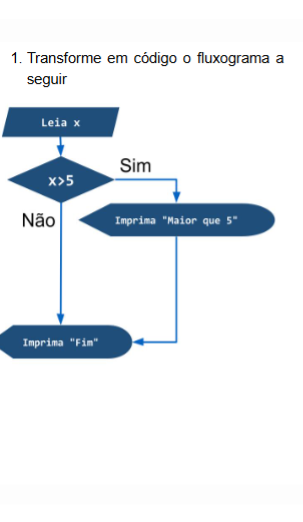 1. Transforme em código o fluxograma a
seguir
Leia x
x>5
Sim
Não
Imprima "Maior que 5"
Imprima "Fim"